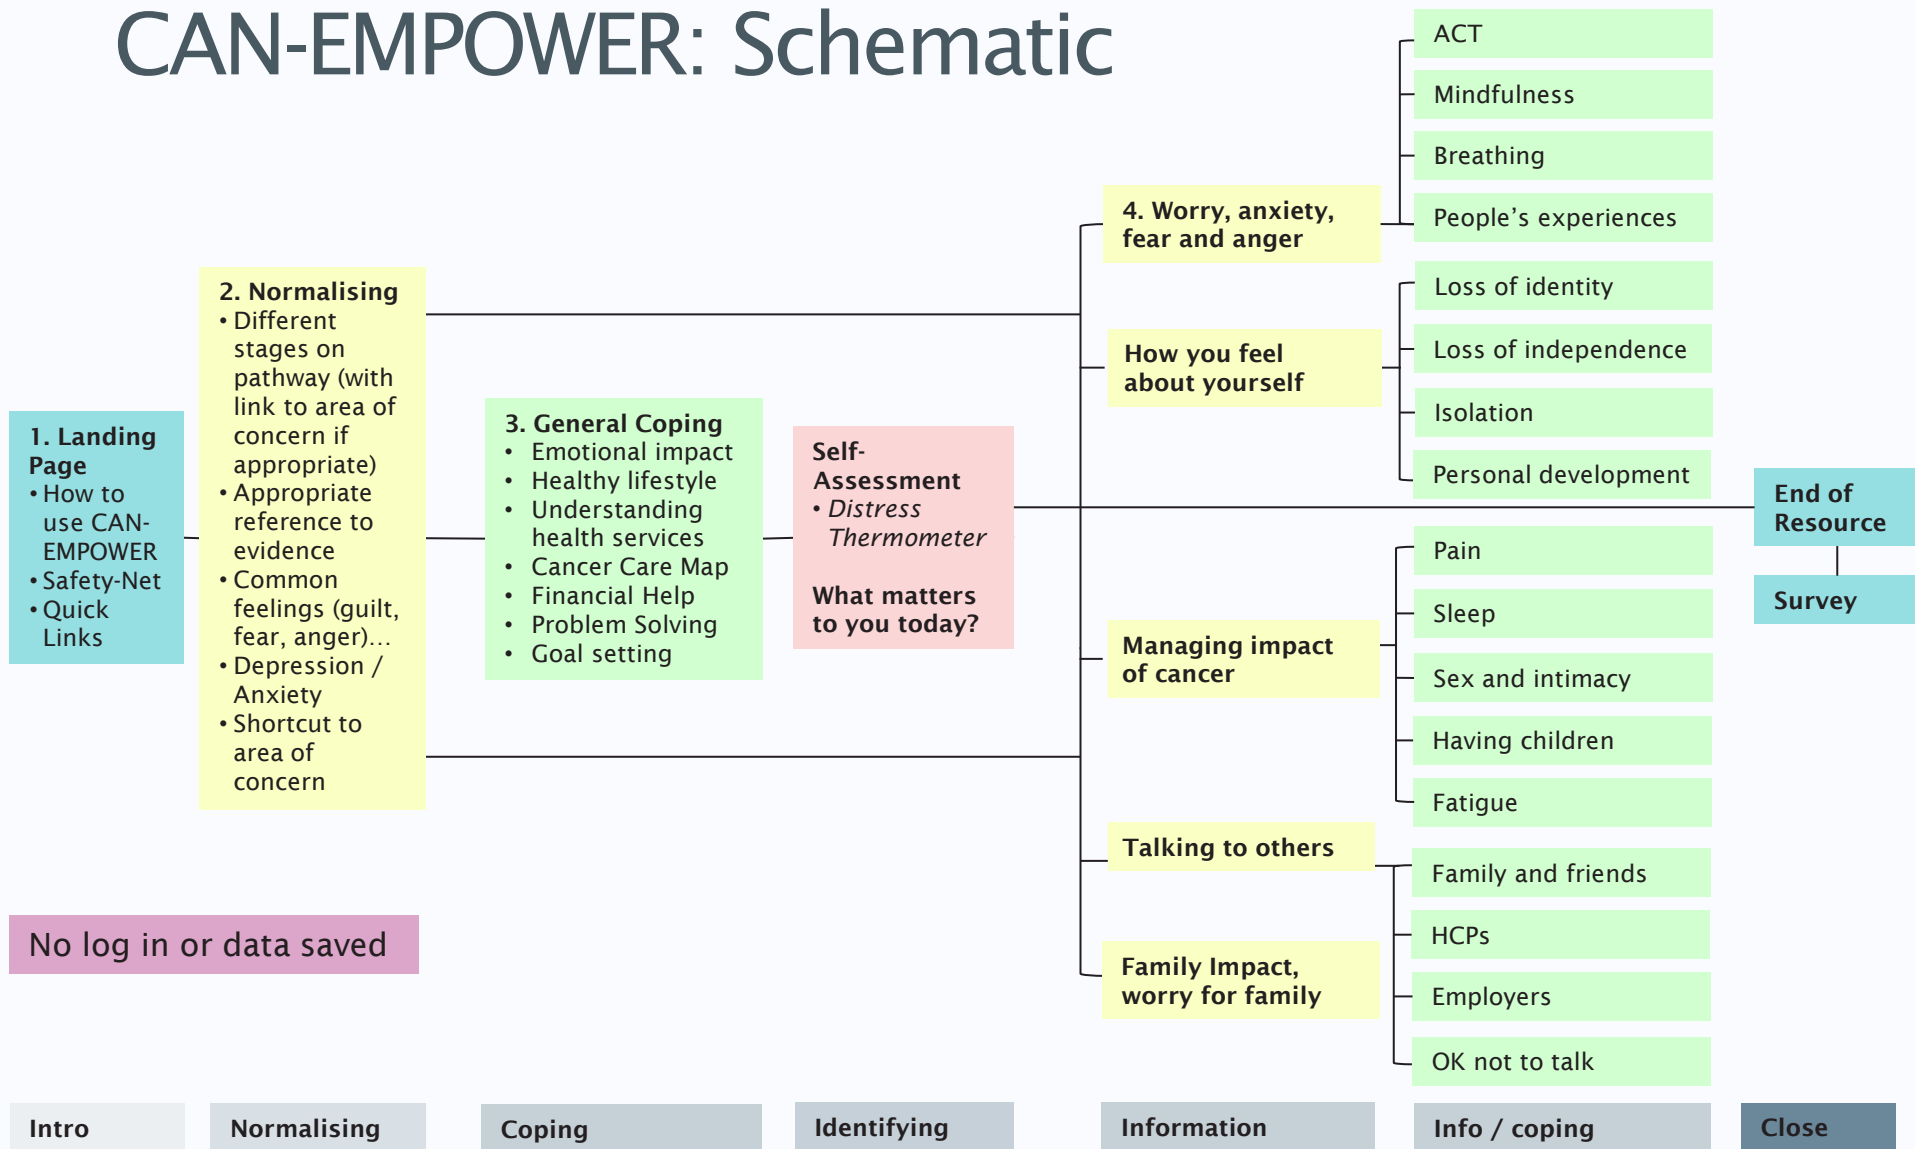 CAN-EMPOWER: Schematic
1. Landing
Page
• How to
use CAN-
EMPOWER
• Safety-Net
• Quick
Links
2. Normalising
• Different
stages on
pathway (with
link to area of
concern if
appropriate)
• Appropriate
reference to
evidence
• Common
feelings (guilt,
fear, anger)…
• Depression /
Anxiety
• Shortcut to
area of
concern
3. General Coping
• Emotional impact
• Healthy lifestyle
• Understanding
health services
• Cancer Care Map
• Financial Help
• Problem Solving
• Goal setting
Self-
Assessment
• Distress
Thermometer
What matters
to you today?
4. Worry, anxiety,
fear and anger
ACT
Mindfulness
Breathing
People’s experiences
How you feel
about yourself
Loss of identity
Loss of independence
Isolation
Personal development
Managing impact
of cancer
Pain
Sleep
Sex and intimacy
Having children
Fatigue
Talking to others
Family and friends
HCPs
Employers
OK not to talk
Family Impact,
worry for family
End of
Resource
Survey
No log in or data saved
Intro
Normalising
Coping
Identifying
Information
Info / coping
Close